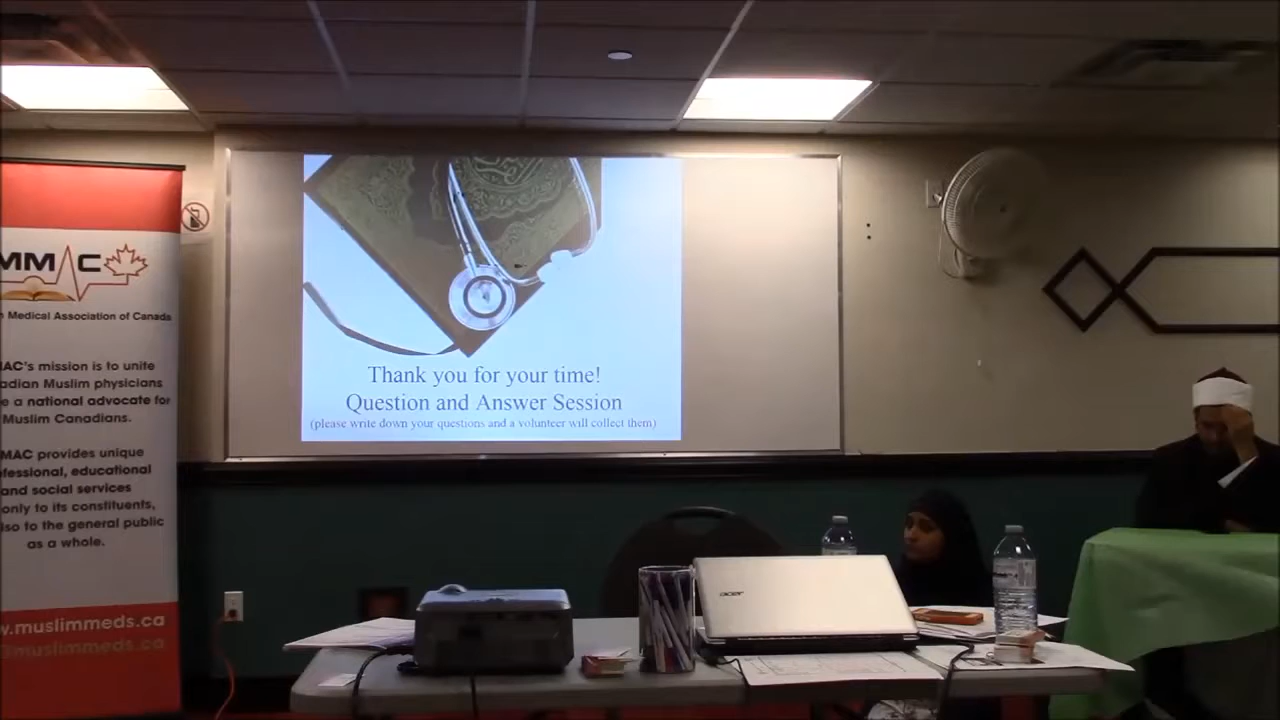 MMAC
Medical Association of Canada
AC's mission is to unite
adian Muslim physicians
e a national advocate for
Muslim Canadians.
MAC provides unique
ofessional, educational
and social services
only to its constituents,
lso to the general public
as a whole.
w.muslimmeds.ca
@muslimmeds.ca
Thank you for your time!
Question and Answer Session
(please write down your questions and a volunteer will collect them)
acer